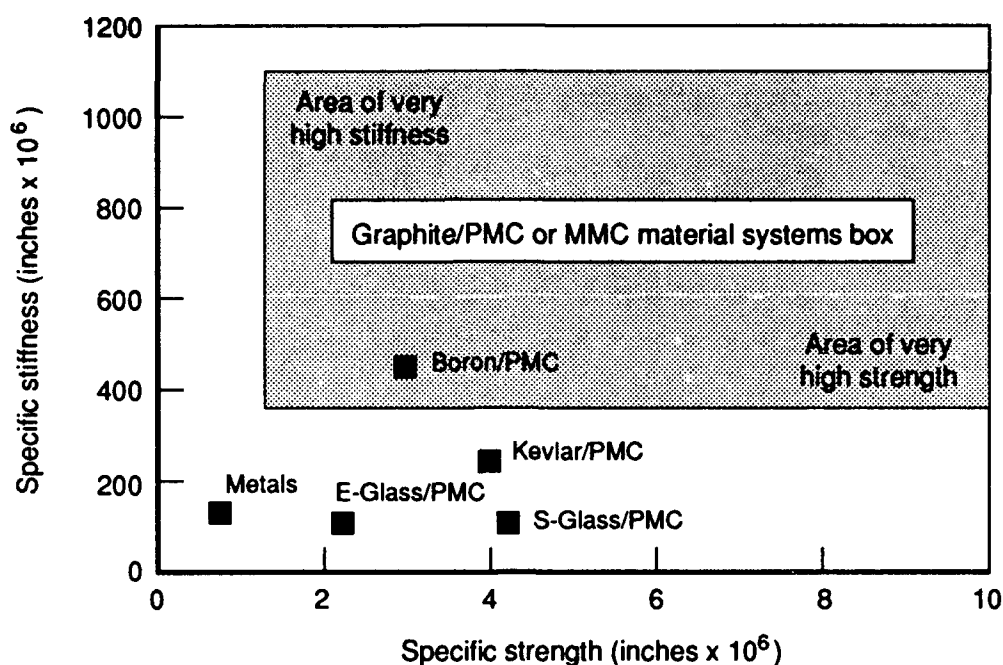 1200
1000
800
600
400
200
0
Specific stiffness (inches x 10⁶)
Area of very
high stiffness
Graphite/PMC or MMC material systems box
Boron/PMC
Area of very
high strength
Kevlar/PMC
Metals
E-Glass/PMC
S-Glass/PMC
0 2 4 6 8 10
Specific strength (inches x 10⁶)